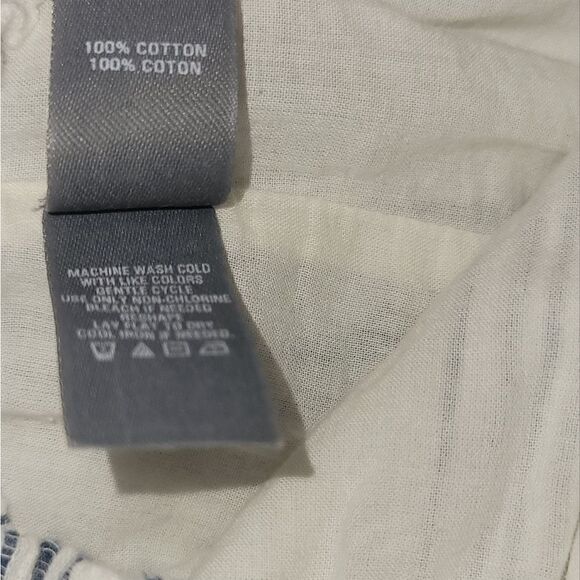 100% COTTON
100% COTON
MACHINE WASH COLD
WITH LIKE COLORS
GENTLE CYCLE
USE ONLY NON-CHLORINE
BLEACH IF NEEDED
RESHAPE
LAY FLAT TO DRY
COOL IRON IF NEEDED.